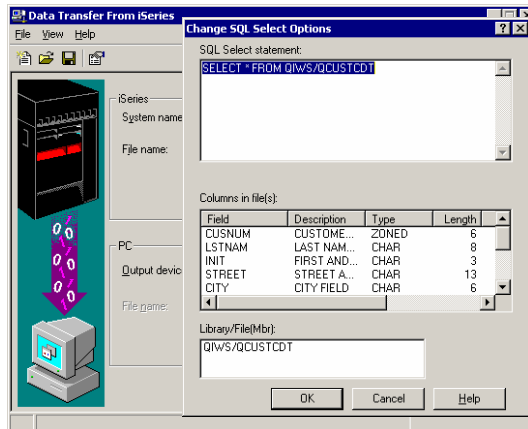 Data Transfer From iSeries
File View Help
iSeries
System name
File name:
PC
Output devic
File name:
Change SQL Select Options
SQL Select statement:
SELECT * FROM QIWS/QCUSTCDT
Columns in file(s):
Field Description Type Length
CUSNUM CUSTOME... ZONED 6
LSTNAM LAST NAM... CHAR 8
INIT FIRST AND... CHAR 3
STREET STREET A... CHAR 13
CITY CITY FIELD CHAR 6
Library/File(Mbr):
QIWS/QCUSTCDT
OK Cancel Help